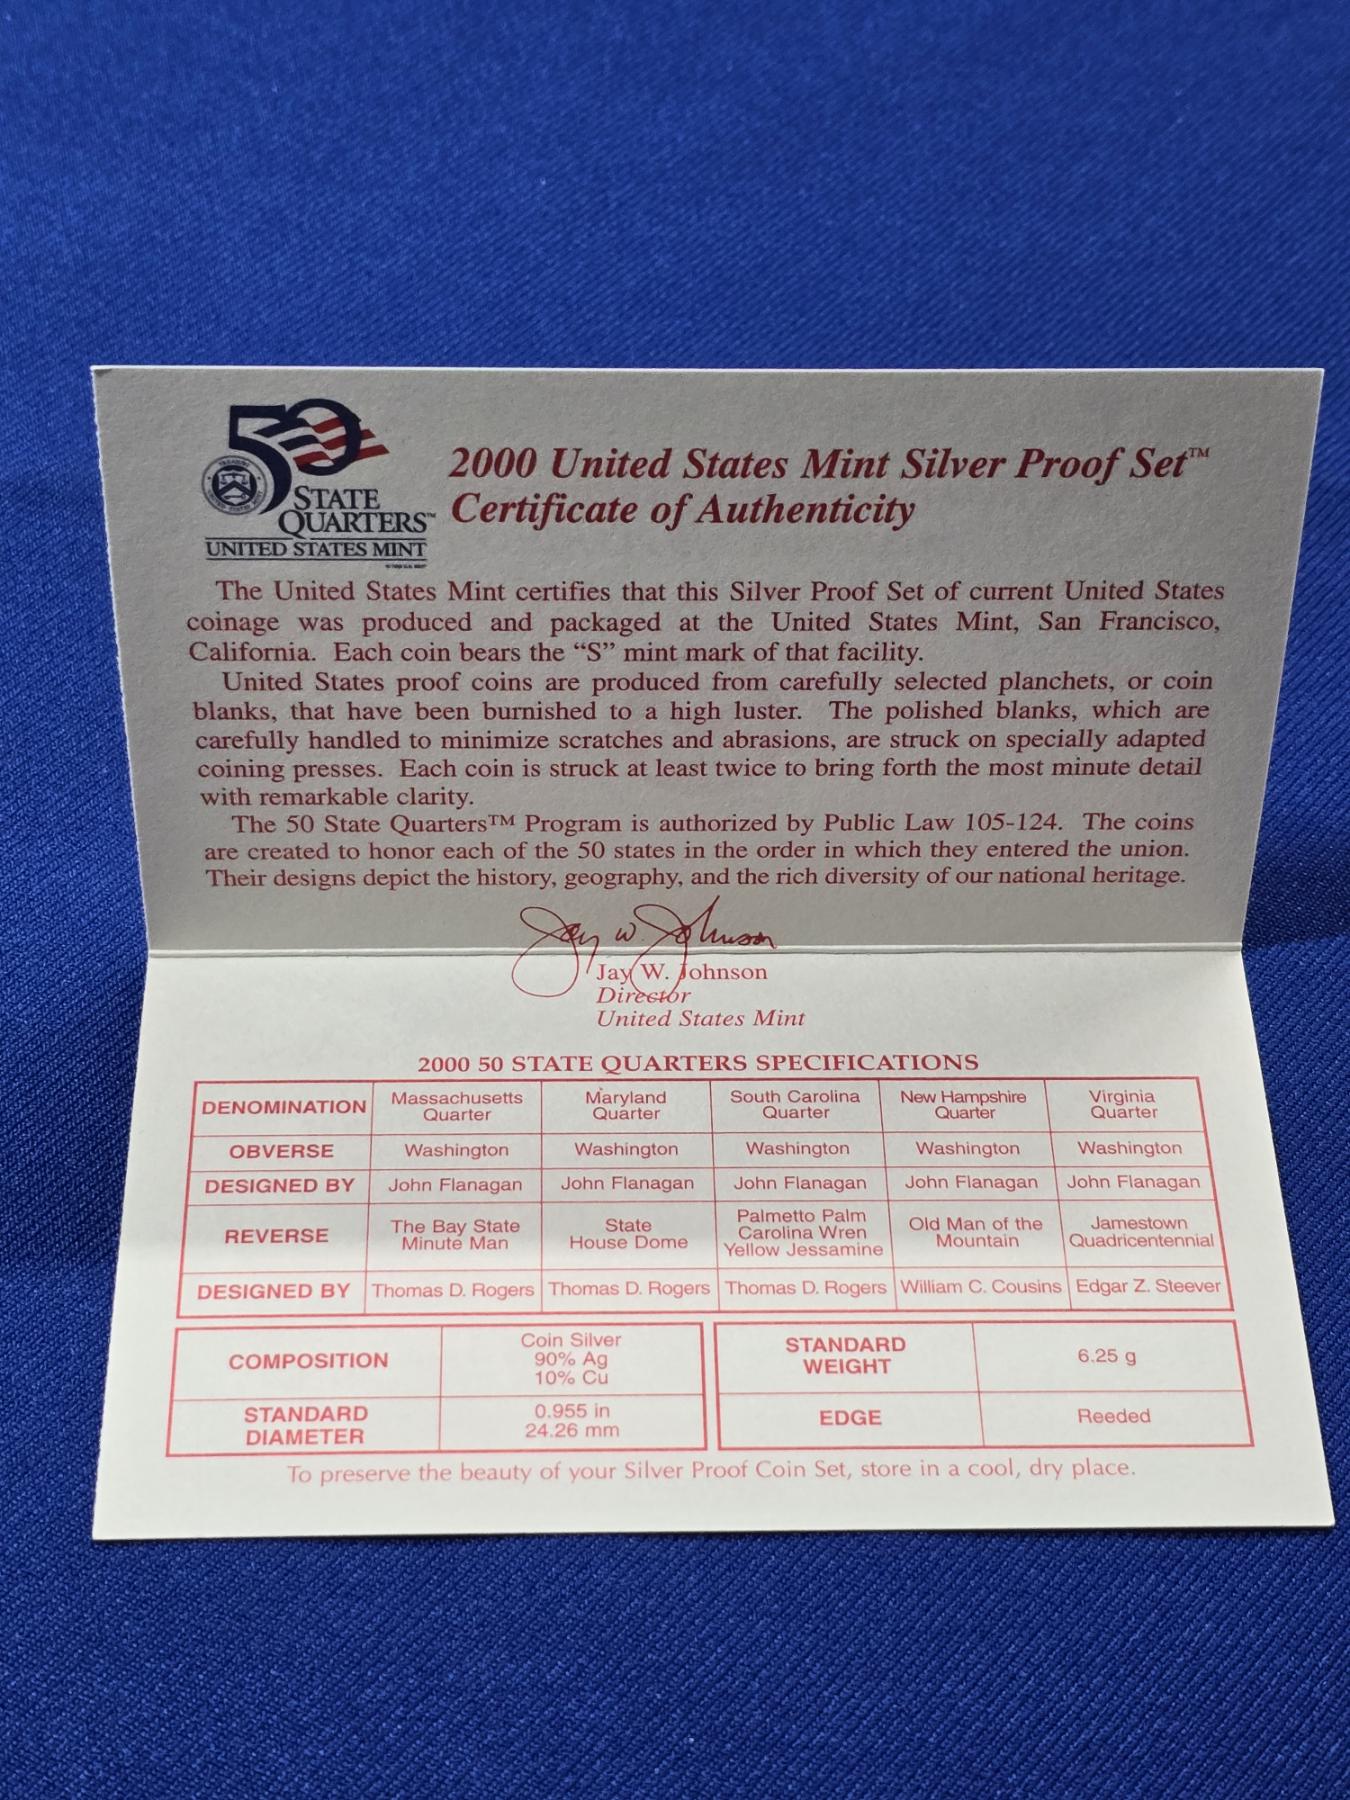 50
STATE
QUARTERS™
UNITED STATES MINT
2000 United States Mint Silver Proof Set™
Certificate of Authenticity
The United States Mint certifies that this Silver Proof Set of current United States
coinage was produced and packaged at the United States Mint, San Francisco,
California. Each coin bears the “S” mint mark of that facility.
United States proof coins are produced from carefully selected planchets, or coin
blanks, that have been burnished to a high luster. The polished blanks, which are
carefully handled to minimize scratches and abrasions, are struck on specially adapted
coining presses. Each coin is struck at least twice to bring forth the most minute detail
with remarkable clarity.
The 50 State Quarters™ Program is authorized by Public Law 105-124. The coins
are created to honor each of the 50 states in the order in which they entered the union.
Their designs depict the history, geography, and the rich diversity of our national heritage.
Jay W. Johnson
Jay W. Johnson
Director
United States Mint
2000 50 STATE QUARTERS SPECIFICATIONS
DENOMINATION Massachusetts Quarter Maryland Quarter South Carolina Quarter New Hampshire Quarter Virginia Quarter
OBVERSE Washington Washington Washington Washington Washington
DESIGNED BY John Flanagan John Flanagan John Flanagan John Flanagan John Flanagan
REVERSE The Bay State Minute Man State House Dome Palmetto Palm Carolina Wren Yellow Jessamine Old Man of the Mountain Jamestown Quadricentennial
DESIGNED BY Thomas D. Rogers Thomas D. Rogers Thomas D. Rogers William C. Cousins Edgar Z. Steever
COMPOSITION Coin Silver 90% Ag 10% Cu STANDARD WEIGHT 6.25 g
STANDARD DIAMETER 0.955 in 24.26 mm EDGE Reeded
To preserve the beauty of your Silver Proof Coin Set, store in a cool, dry place.